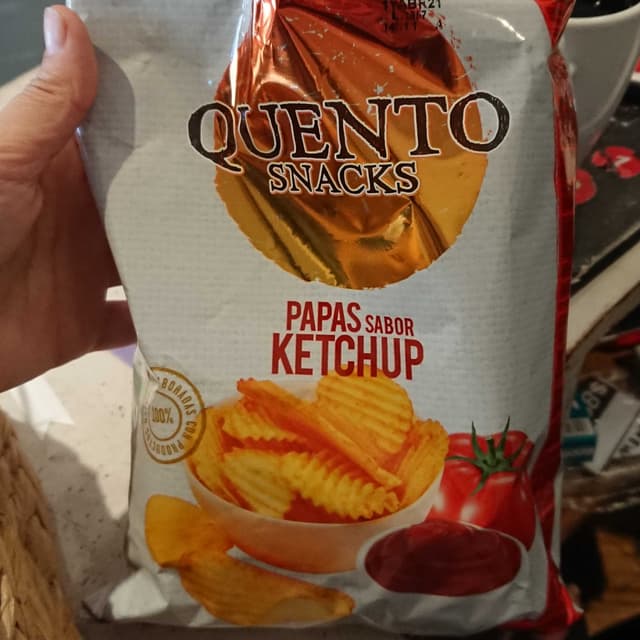 QUENTO
SNACKS
PAPAS SABOR
KETCHUP
100%